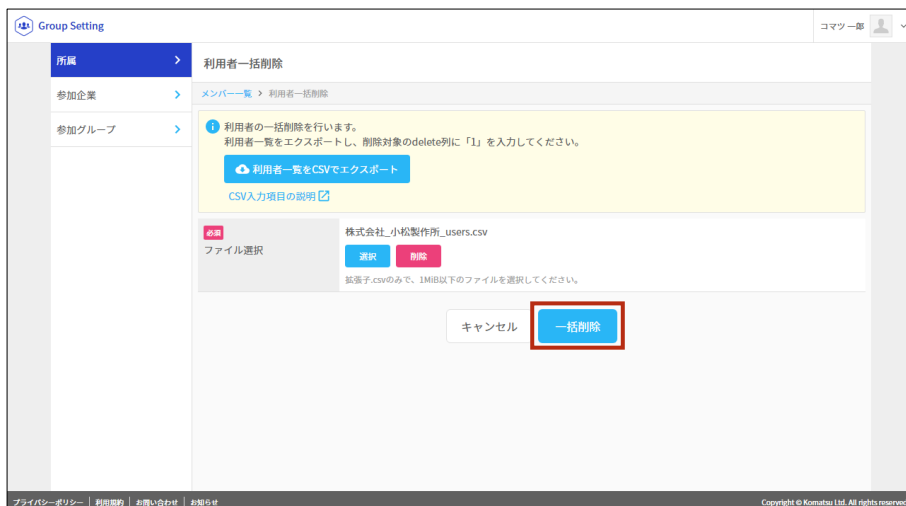 Group Setting
コマツ 一郎
所属
参加企業
参加グループ
利用者一括削除
メンバー一覧 > 利用者一括削除
利用者の一括削除を行います。
利用者一覧をエクスポートし、削除対象のdelete列に「1」を入力してください。
利用者一覧をCSVでエクスポート
CSV入力項目の説明
必須
ファイル選択
株式会社_小松製作所_users.csv
選択 削除
拡張子.csvのみで、1MiB以下のファイルを選択してください。
キャンセル 一括削除
プライバシーポリシー | 利用規約 | お問い合わせ | お知らせ Copyright © Komatsu Ltd. All rights reserved